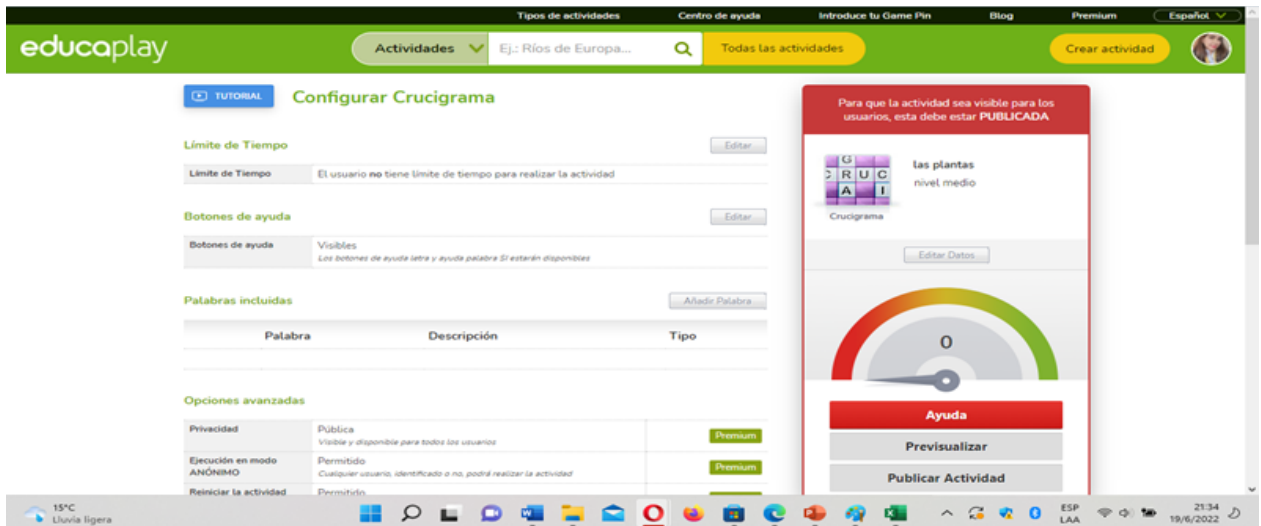 Tipos de actividades Centro de ayuda Introduce tu Game Pin Blog Premium Español
educaplay Actividades Ej.: Ríos de Europa... Todas las actividades Crear actividad
TUTORIAL Configurar Crucigrama
Límite de Tiempo Editar
Límite de Tiempo El usuario no tiene límite de tiempo para realizar la actividad
Botones de ayuda Editar
Botones de ayuda Visibles
Los botones de ayuda letra y ayuda palabra SI estarán disponibles
Palabras incluidas Añadir Palabra
Palabra Descripción Tipo
Opciones avanzadas
Privacidad Pública Premium
Visible y disponible para todos los usuarios
Ejecución en modo ANÓNIMO Permitido Premium
Cualquier usuario, identificado o no, podrá realizar la actividad
Reiniciar la actividad Permitido
Para que la actividad sea visible para los
usuarios, esta debe estar PUBLICADA
G
C R U C
A I
las plantas
nivel medio
Crucigrama
Editar Datos
0
Ayuda
Previsualizar
Publicar Actividad
15°C
Lluvia ligera
ESP
LAA
21:34
19/6/2022